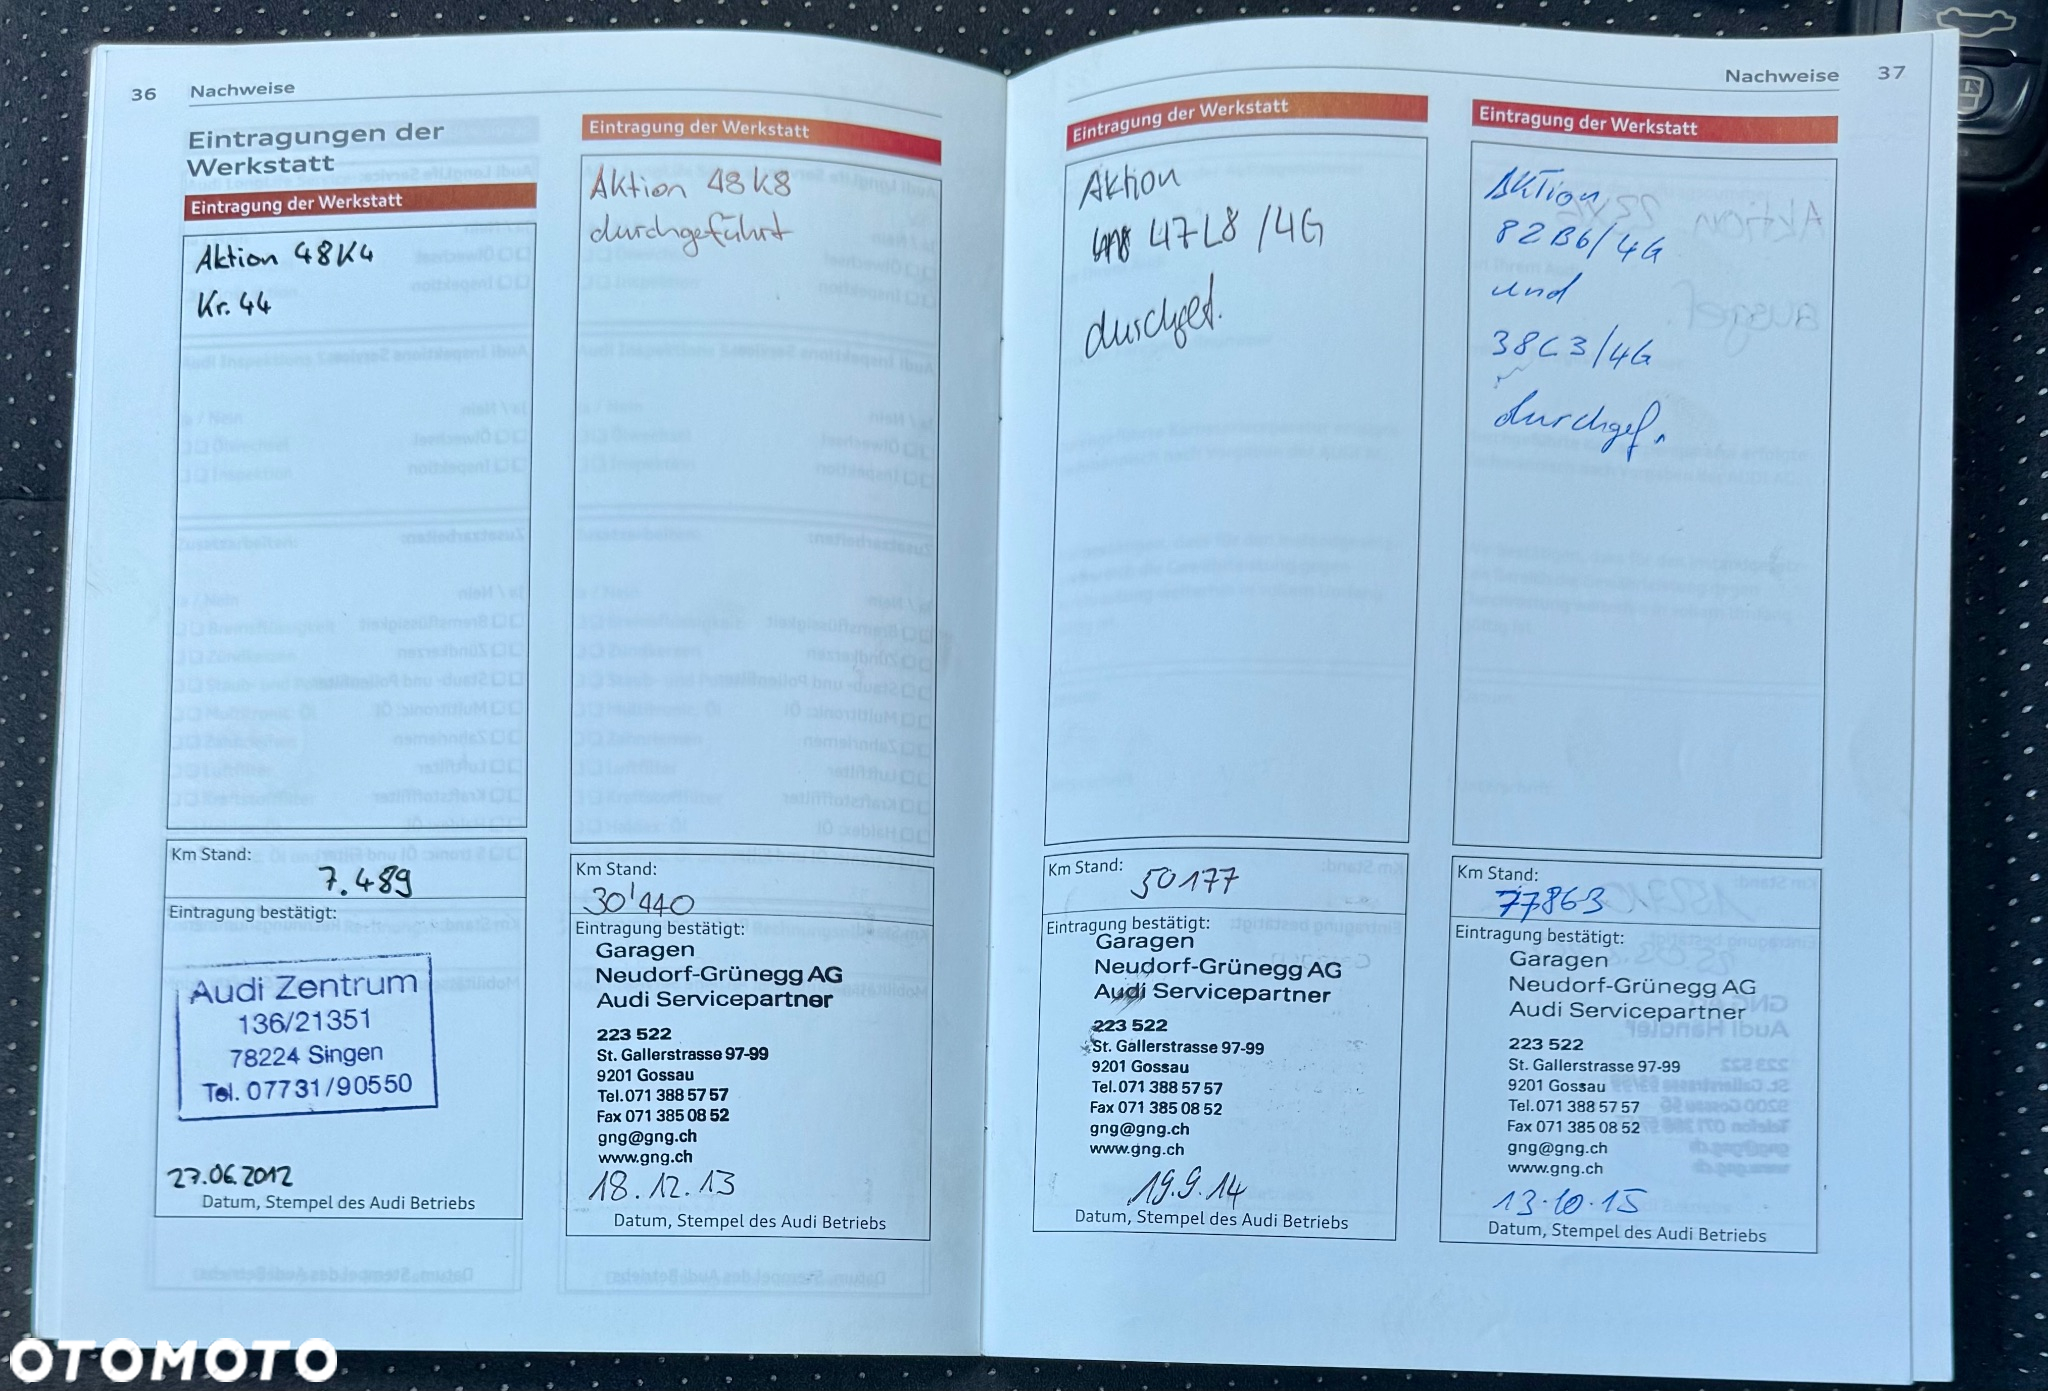 36 Nachweise
Eintragungen der
Werkstatt
Eintragung der Werkstatt
Aktion 48K4
Kr. 44
Km Stand:
7.489
Eintragung bestätigt:
Audi Zentrum
136/21351
78224 Singen
Tel. 07731/90550
27.06.2012
Datum, Stempel des Audi Betriebs
Eintragung der Werkstatt
Aktion 48K8
durchgeführt
Km Stand:
30'440
Eintragung bestätigt:
Garagen
Neudorf-Grünegg AG
Audi Servicepartner
223 522
St. Gallerstrasse 97-99
9201 Gossau
Tel. 071 388 57 57
Fax 071 385 08 52
gng@gng.ch
www.gng.ch
18.12.13
Datum, Stempel des Audi Betriebs
Nachweise 37
Eintragung der Werkstatt
Aktion
47L8 /4G
durchgef.
Km Stand:
50177
Eintragung bestätigt:
Garagen
Neudorf-Grünegg AG
Audi Servicepartner
223 522
St. Gallerstrasse 97-99
9201 Gossau
Tel. 071 388 57 57
Fax 071 385 08 52
gng@gng.ch
www.gng.ch
19.9.14
Datum, Stempel des Audi Betriebs
Eintragung der Werkstatt
Aktion
82B6/4G
und
38C3/4G
durchgef.
Km Stand:
77863
Eintragung bestätigt:
Garagen
Neudorf-Grünegg AG
Audi Servicepartner
223 522
St. Gallerstrasse 97-99
9201 Gossau
Tel. 071 388 57 57
Fax 071 385 08 52
gng@gng.ch
www.gng.ch
13.10.15
Datum, Stempel des Audi Betriebs
OTOMOTO